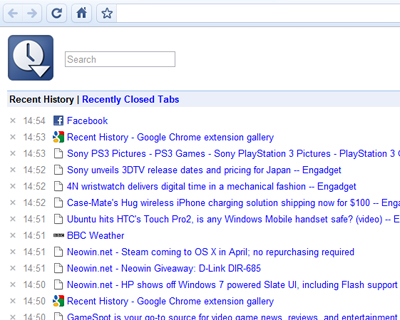 Search
Recent History | Recently Closed Tabs
× 14:54 Facebook
× 14:53 Recent History - Google Chrome extension gallery
× 14:53 Sony PS3 Pictures - PS3 Games - Sony PlayStation 3 Pictures - PlayStation 3
× 14:52 Sony unveils 3DTV release dates and pricing for Japan -- Engadget
× 14:52 4N wristwatch delivers digital time in a mechanical fashion -- Engadget
× 14:52 Case-Mate's Hug wireless iPhone charging solution shipping now for $100 -- Engad
× 14:51 Ubuntu hits HTC's Touch Pro2, is any Windows Mobile handset safe? (video) -- E
× 14:51 BBC Weather
× 14:51 Neowin.net - Steam coming to OS X in April; no repurchasing required
× 14:51 Neowin.net - Neowin Giveaway: D-Link DIR-685
× 14:50 Neowin.net - HP shows off Windows 7 powered Slate UI, including Flash support
× 14:50 Recent History - Google Chrome extension gallery
× 14:50 GameSpot is your go-to source for video game news, reviews, and entertainment